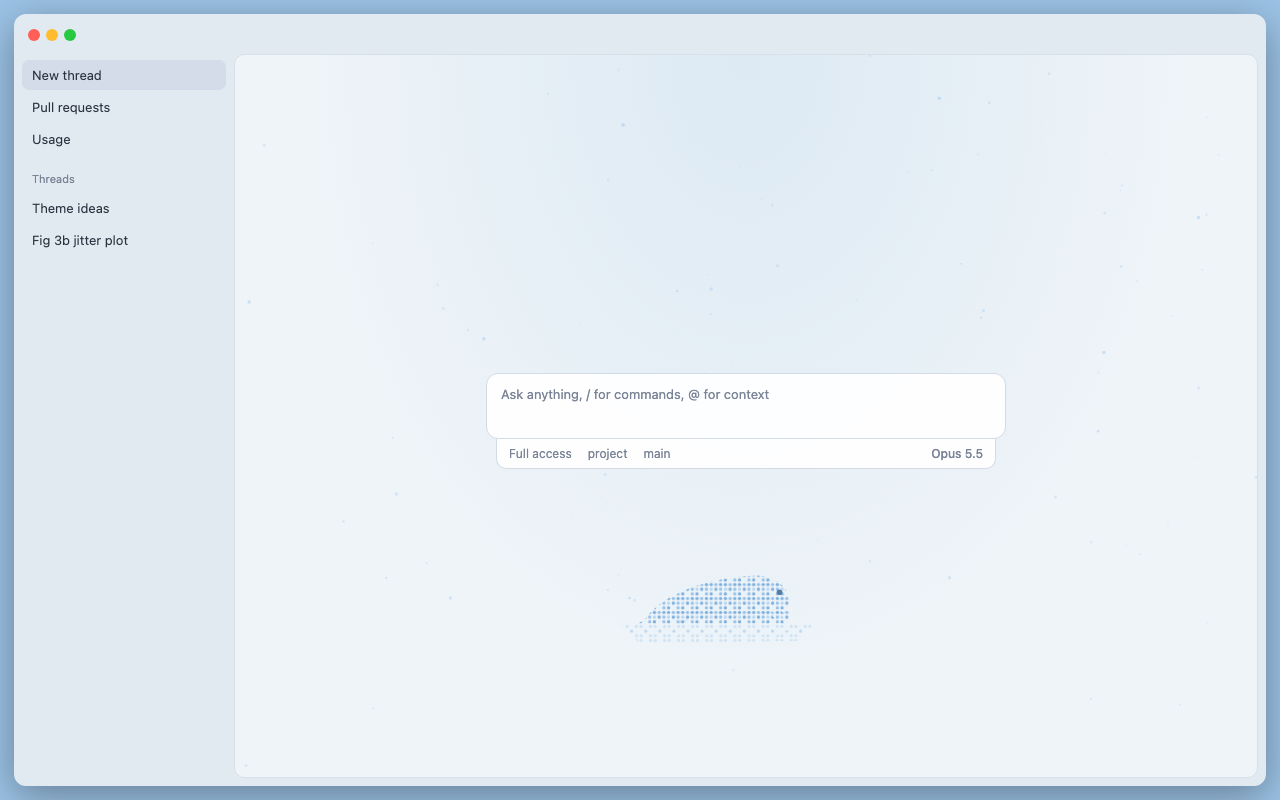 New thread
Pull requests
Usage
Threads
Theme ideas
Fig 3b jitter plot
Ask anything, / for commands, @ for context
Full access project main Opus 5.5